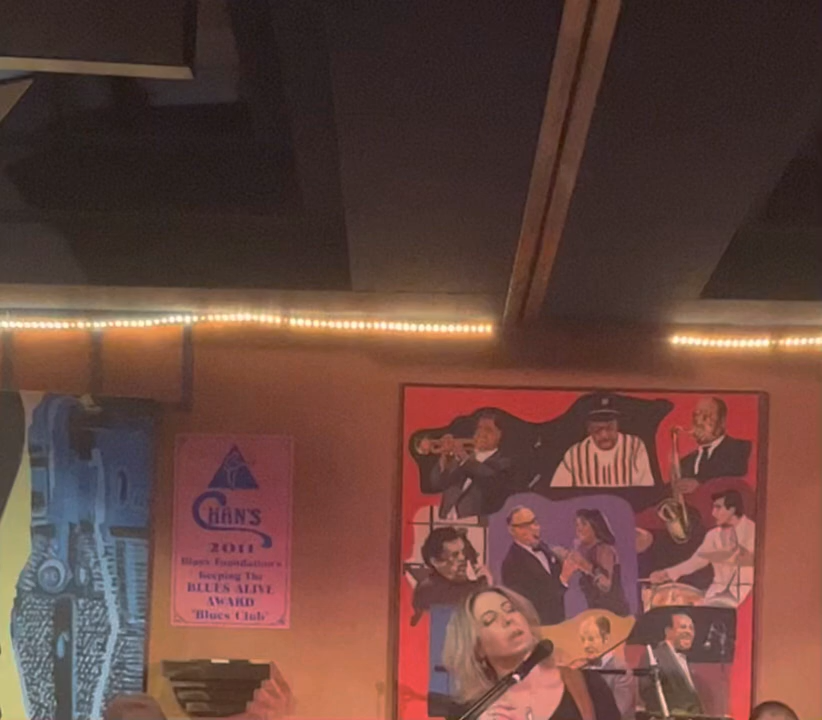 CHAN'S
2011
Blues Foundation's
Keeping The
BLUES ALIVE
AWARD
"Blues Club"